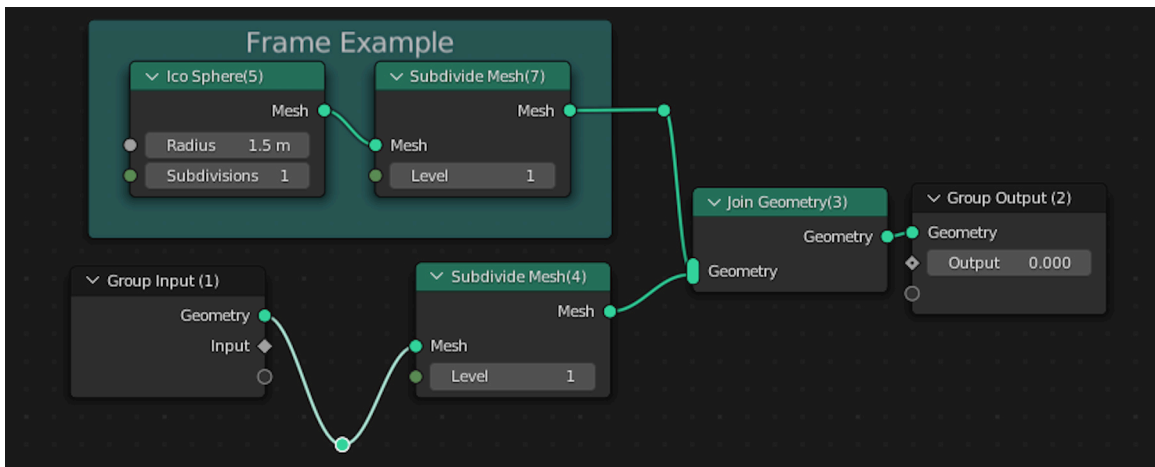 Frame Example
Ico Sphere(5)
Mesh
Radius 1.5 m
Subdivisions 1
Subdivide Mesh(7)
Mesh
Mesh
Level 1
Join Geometry(3)
Geometry
Geometry
Group Output (2)
Geometry
Output 0.000
Group Input (1)
Geometry
Input
Subdivide Mesh(4)
Mesh
Mesh
Level 1